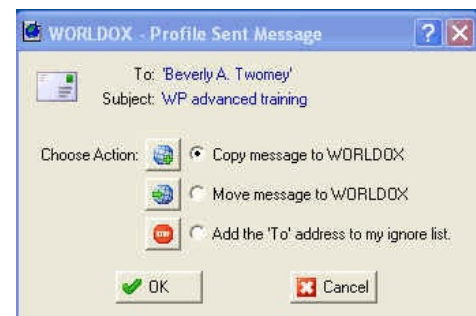 WORLDOX - Profile Sent Message
To: 'Beverly A. Twomey'
Subject: WP advanced training
Choose Action: Copy message to WORLDOX
Move message to WORLDOX
STOP Add the 'To' address to my ignore list.
OK Cancel